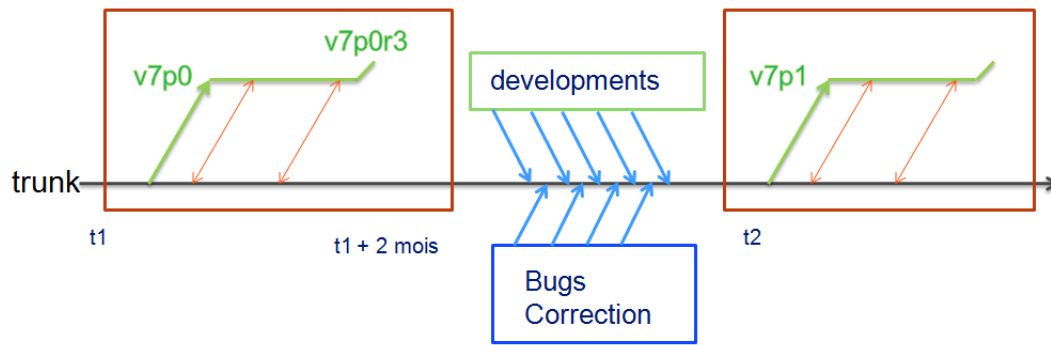 v7p0r3
v7p0
developments
v7p1
trunk
t1
t1 + 2 mois
t2
Bugs
Correction